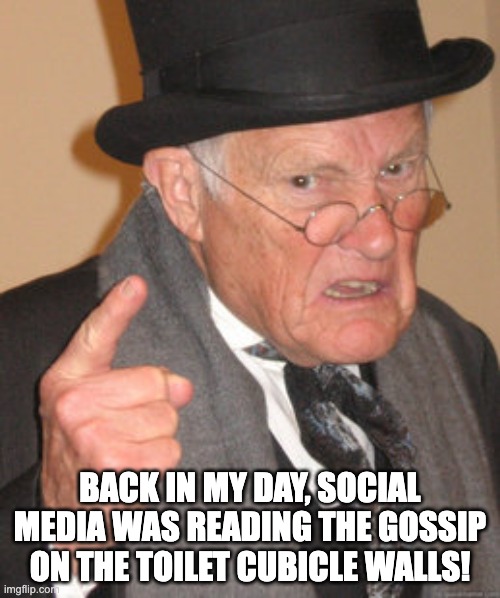 BACK IN MY DAY, SOCIAL
MEDIA WAS READING THE GOSSIP
ON THE TOILET CUBICLE WALLS!
imgflip.com